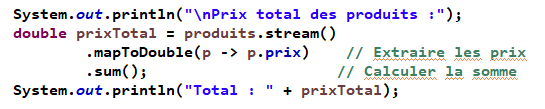 System.out.println("\nPrix total des produits :");
double prixTotal = produits.stream()
        .mapToDouble(p -> p.prix)    // Extraire les prix
        .sum();                     // Calculer la somme
System.out.println("Total : " + prixTotal);